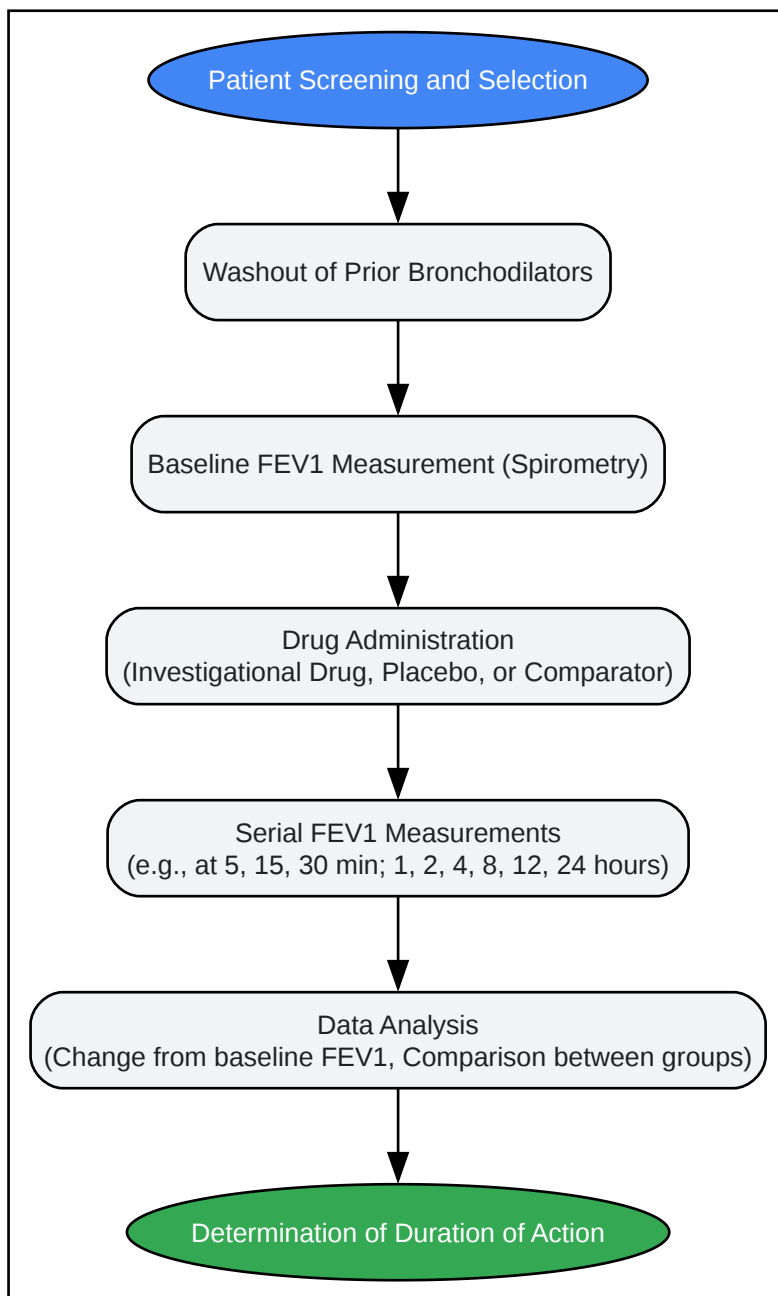 Patient Screening and Selection
Washout of Prior Bronchodilators
Baseline FEV1 Measurement (Spirometry)
Drug Administration
(Investigational Drug, Placebo, or Comparator)
Serial FEV1 Measurements
(e.g., at 5, 15, 30 min; 1, 2, 4, 8, 12, 24 hours)
Data Analysis
(Change from baseline FEV1, Comparison between groups)
Determination of Duration of Action